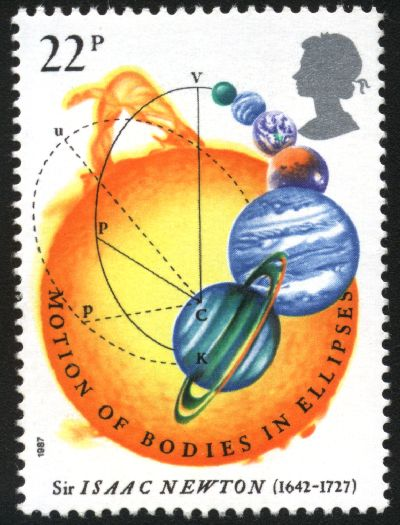 22P
V
u
p
p
C
K
MOTION OF BODIES IN ELLIPSES
1987
Sir ISAAC NEWTON (1642-1727)